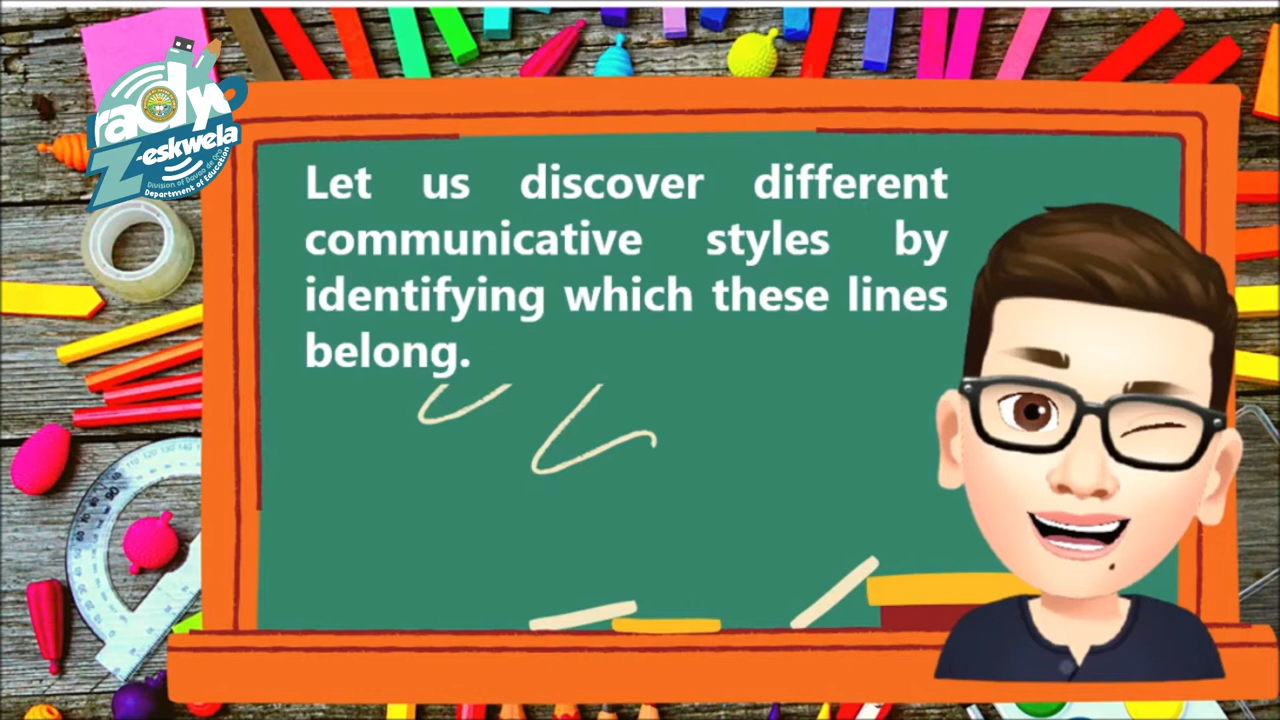 radyo
Z-eskwela
Division of Davao de Oro
Department of Education
Let us discover different
communicative styles by
identifying which these lines
belong.